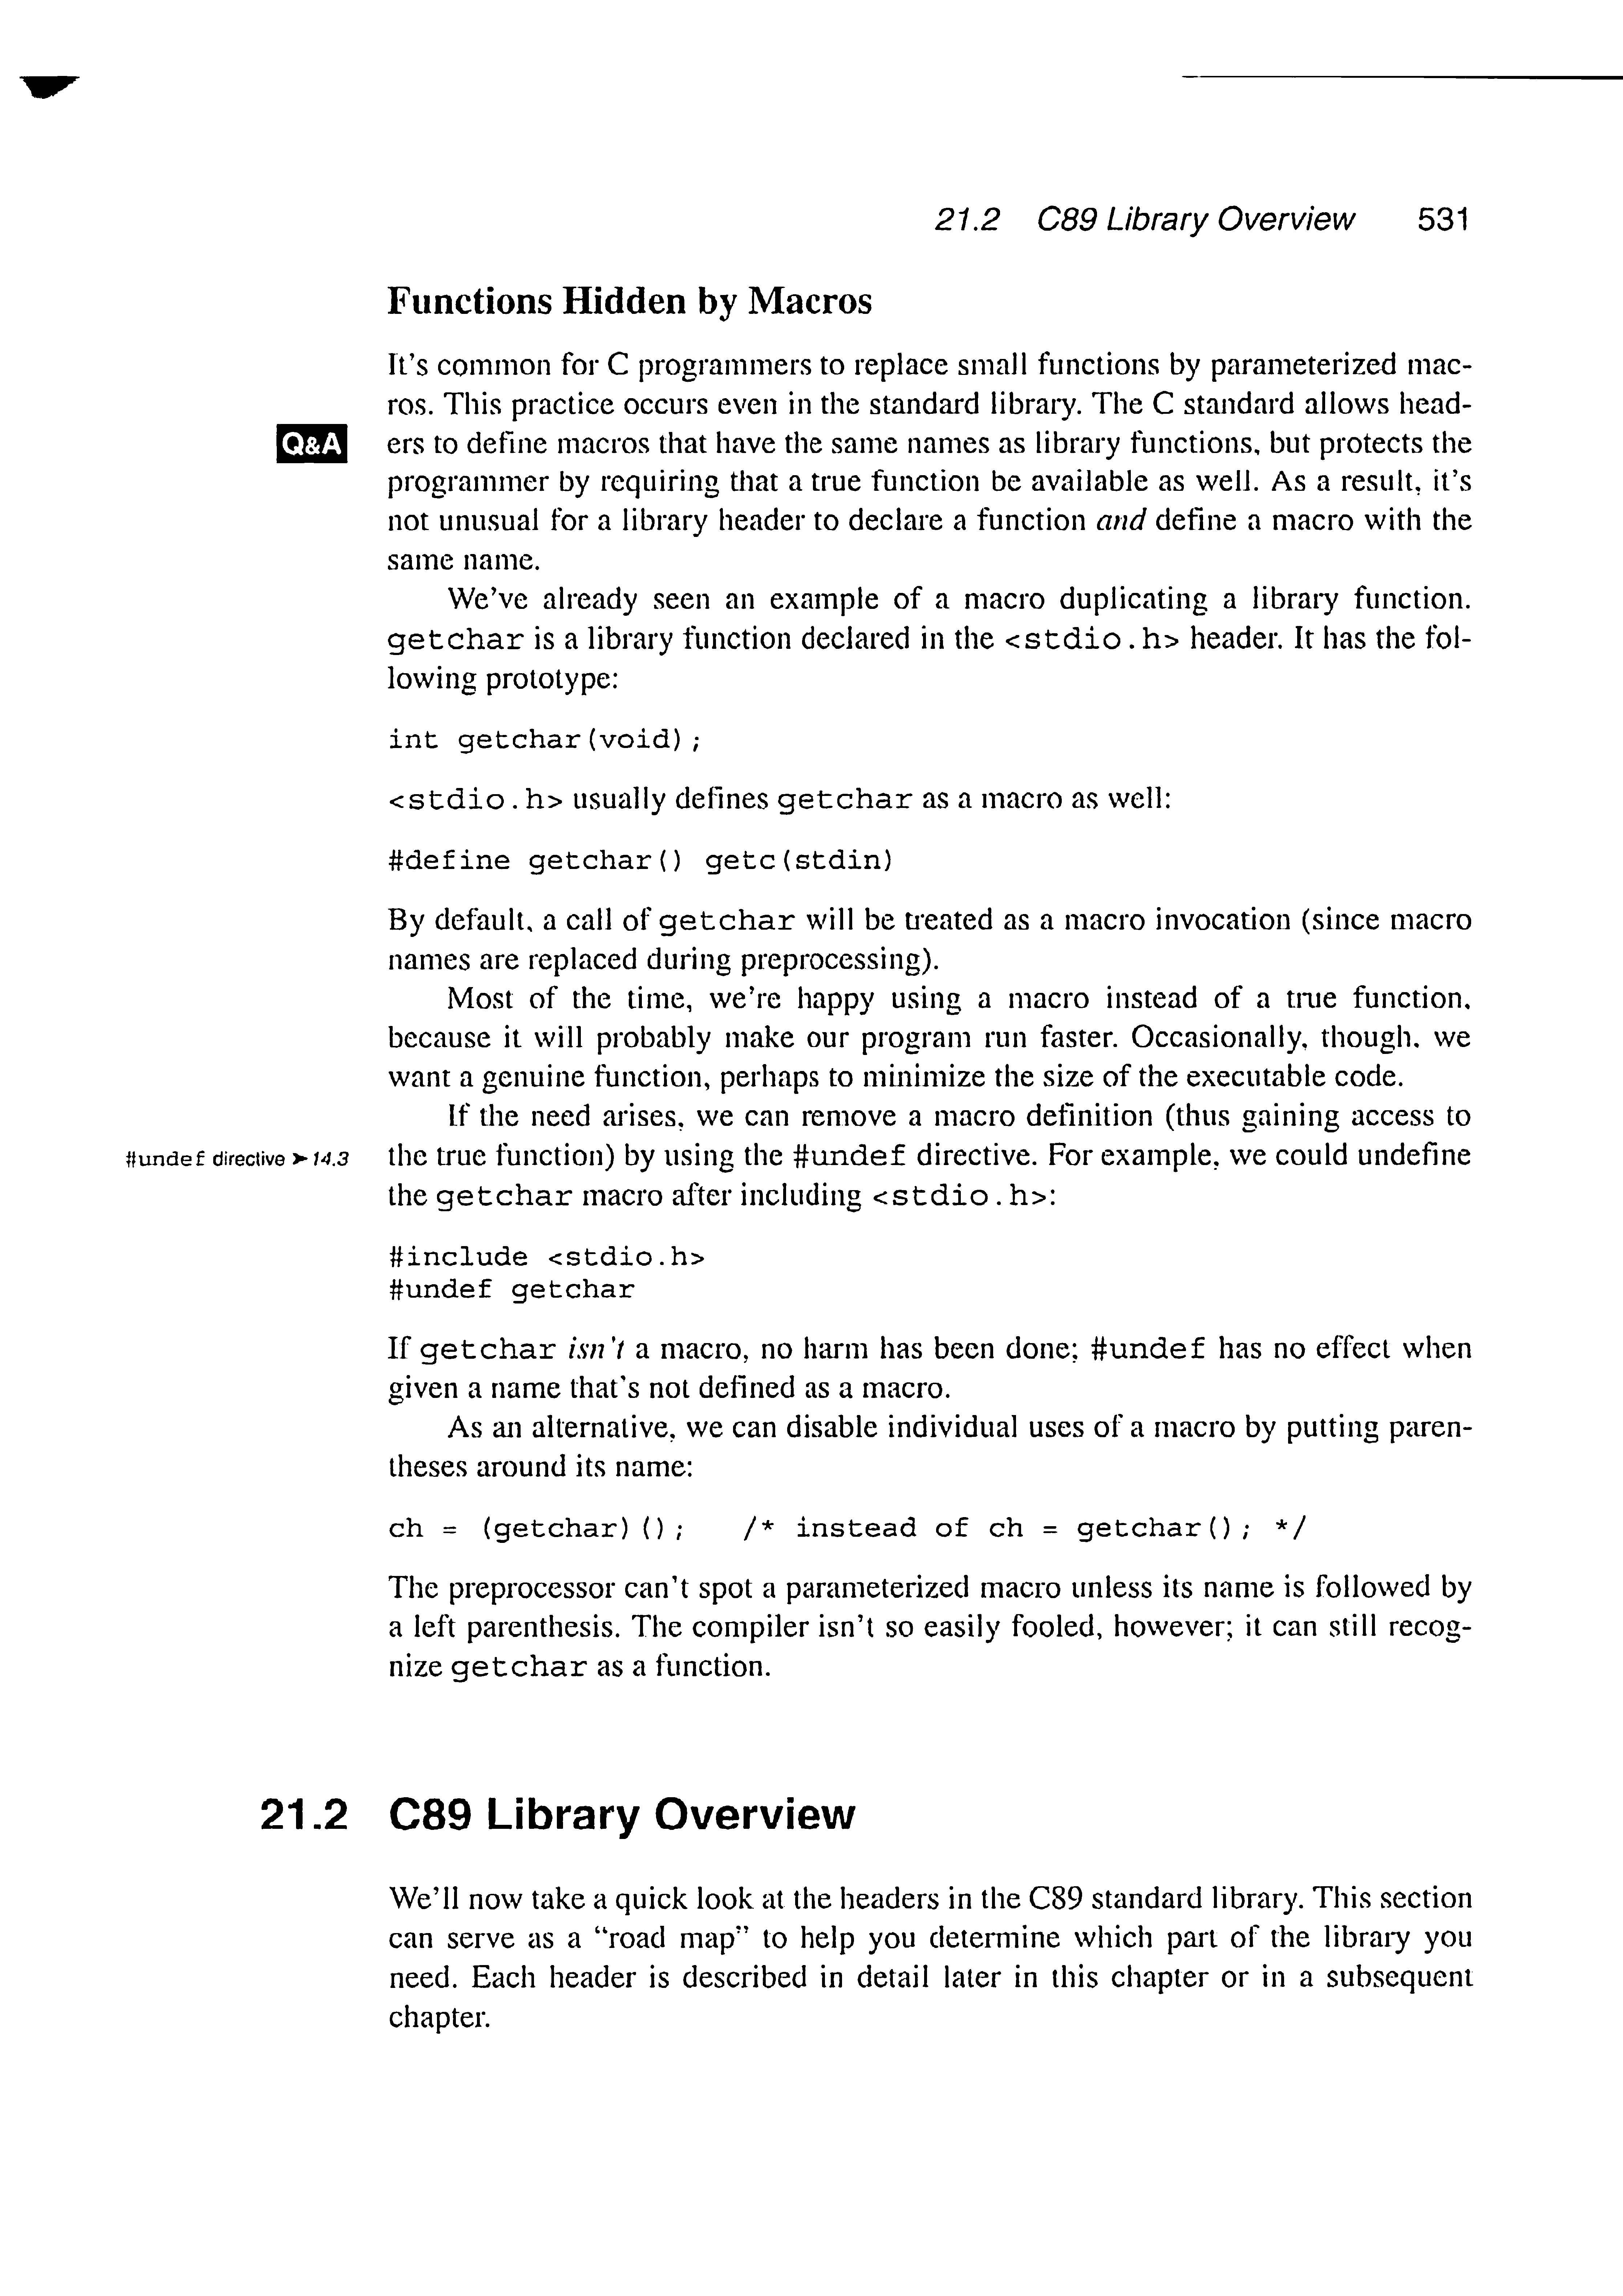 21.2 C89 Library Overview 531
Functions Hidden by Macros
It's common for C programmers to replace small functions by parameterized mac-
ros. This practice occurs even in the standard library. The C standard allows head-
Q&A ers to define macros that have the same names as library functions, but protects the
programmer by requiring that a true function be available as well. As a result, it's
not unusual for a library header to declare a function and define a macro with the
same name.
We've already seen an example of a macro duplicating a library function.
getchar is a library function declared in the <stdio.h> header. It has the fol-
lowing prototype:
int getchar(void);
<stdio.h> usually defines getchar as a macro as well:
#define getchar() getc(stdin)
By default, a call of getchar will be treated as a macro invocation (since macro
names are replaced during preprocessing).
Most of the time, we're happy using a macro instead of a true function,
because it will probably make our program run faster. Occasionally, though, we
want a genuine function, perhaps to minimize the size of the executable code.
If the need arises, we can remove a macro definition (thus gaining access to
#undef directive ➤14.3 the true function) by using the #undef directive. For example, we could undefine
the getchar macro after including <stdio.h>:
#include <stdio.h>
#undef getchar
If getchar isn't a macro, no harm has been done; #undef has no effect when
given a name that's not defined as a macro.
As an alternative, we can disable individual uses of a macro by putting paren-
theses around its name:
ch = (getchar)(); /* instead of ch = getchar(); */
The preprocessor can't spot a parameterized macro unless its name is followed by
a left parenthesis. The compiler isn't so easily fooled, however; it can still recog-
nize getchar as a function.
21.2 C89 Library Overview
We'll now take a quick look at the headers in the C89 standard library. This section
can serve as a "road map" to help you determine which part of the library you
need. Each header is described in detail later in this chapter or in a subsequent
chapter.